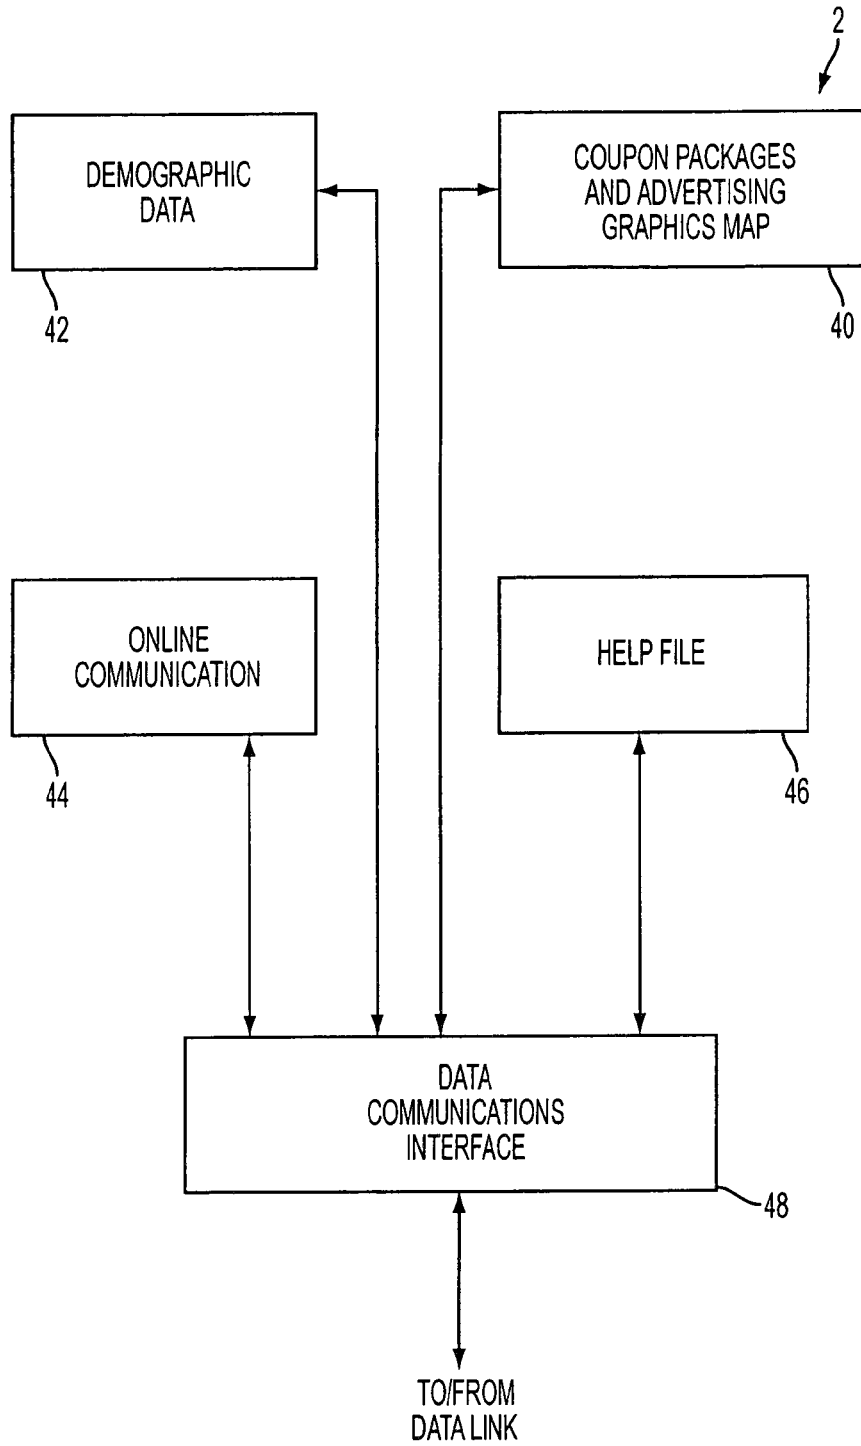 2
DEMOGRAPHIC
DATA
COUPON PACKAGES
AND ADVERTISING
GRAPHICS MAP
42
40
ONLINE
COMMUNICATION
HELP FILE
44
46
DATA
COMMUNICATIONS
INTERFACE
48
TO/FROM
DATA LINK